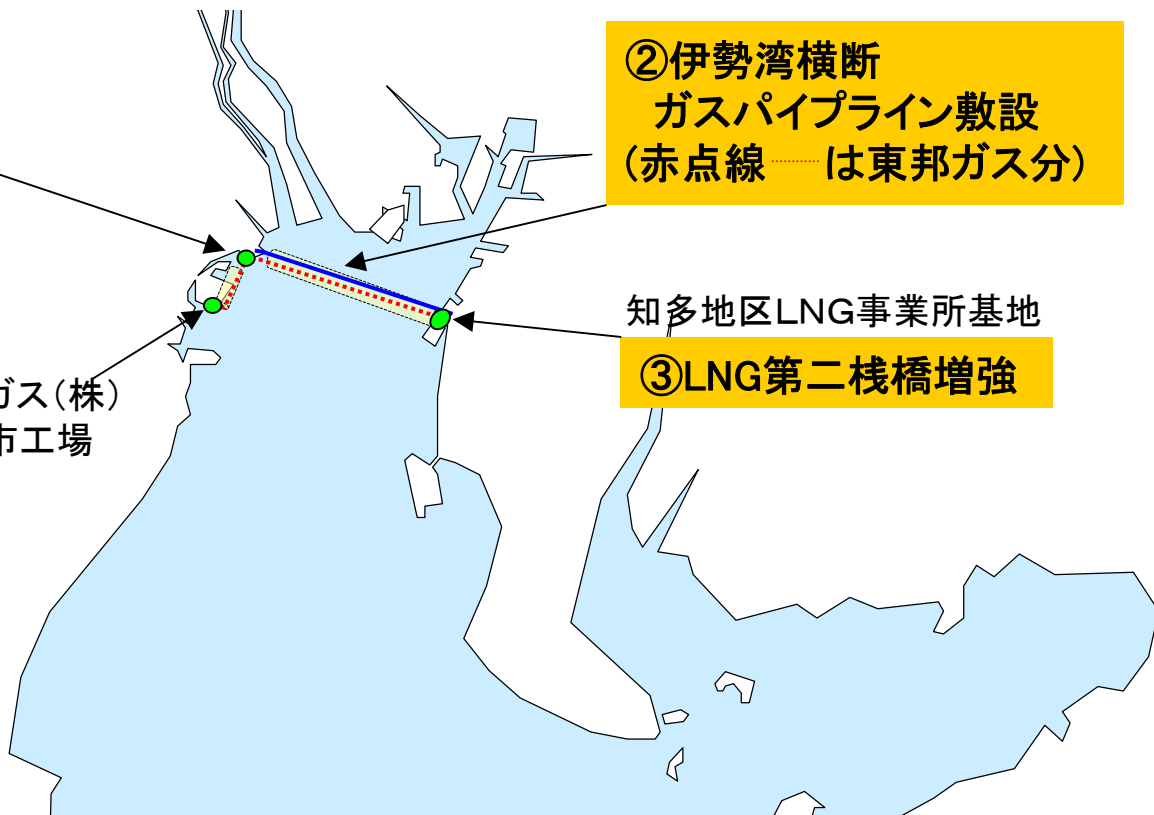 ②伊勢湾横断
ガスパイプライン敷設
(赤点線 は東邦ガス分)
知多地区LNG事業所基地
③LNG第二桟橋増強
ガス(株)
市工場